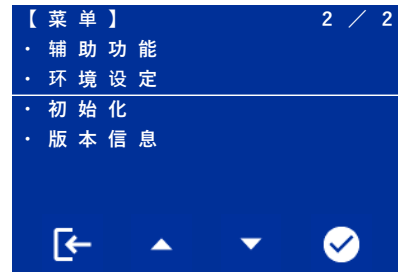 【菜单】 2／2
・辅助功能
・环境设定
・初始化
・版本信息